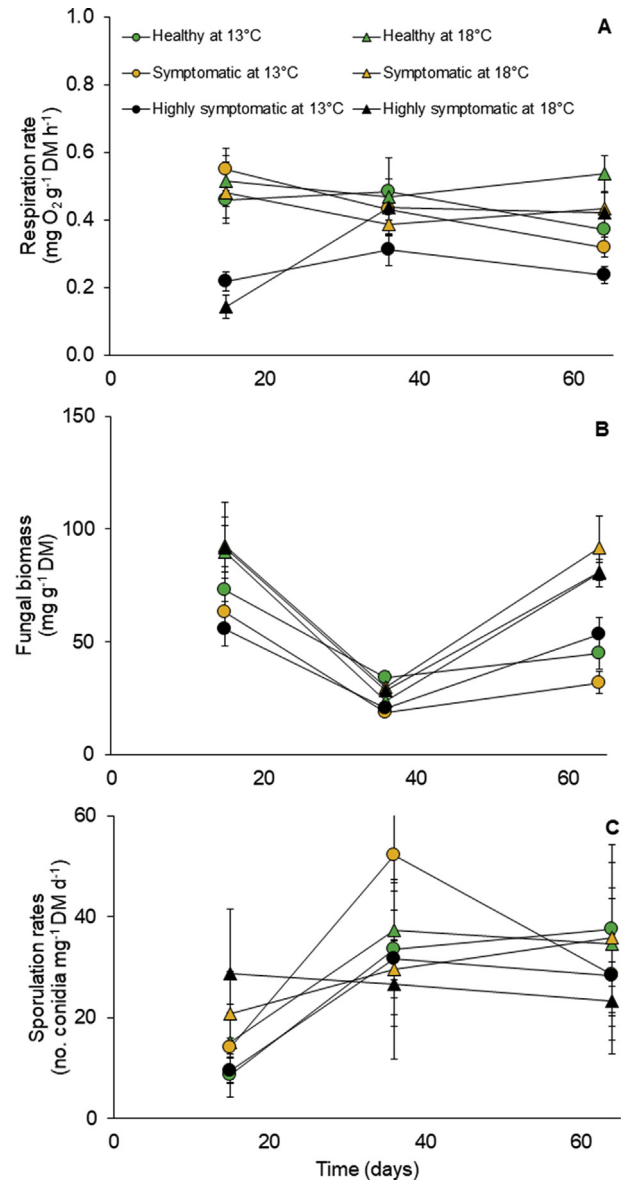 A
Healthy at 13°C
Healthy at 18°C
Symptomatic at 13°C
Symptomatic at 18°C
Highly symptomatic at 13°C
Highly symptomatic at 18°C
Respiration rate
(mg O₂ g⁻¹ DM h⁻¹)
1.0
0.8
0.6
0.4
0.2
0.0
0
20
40
60
B
Fungal biomass
(mg g⁻¹ DM)
150
100
50
0
0
20
40
60
C
Sporulation rates
(no. conidia mg⁻¹ DM d⁻¹)
60
40
20
0
0
20
40
60
Time (days)